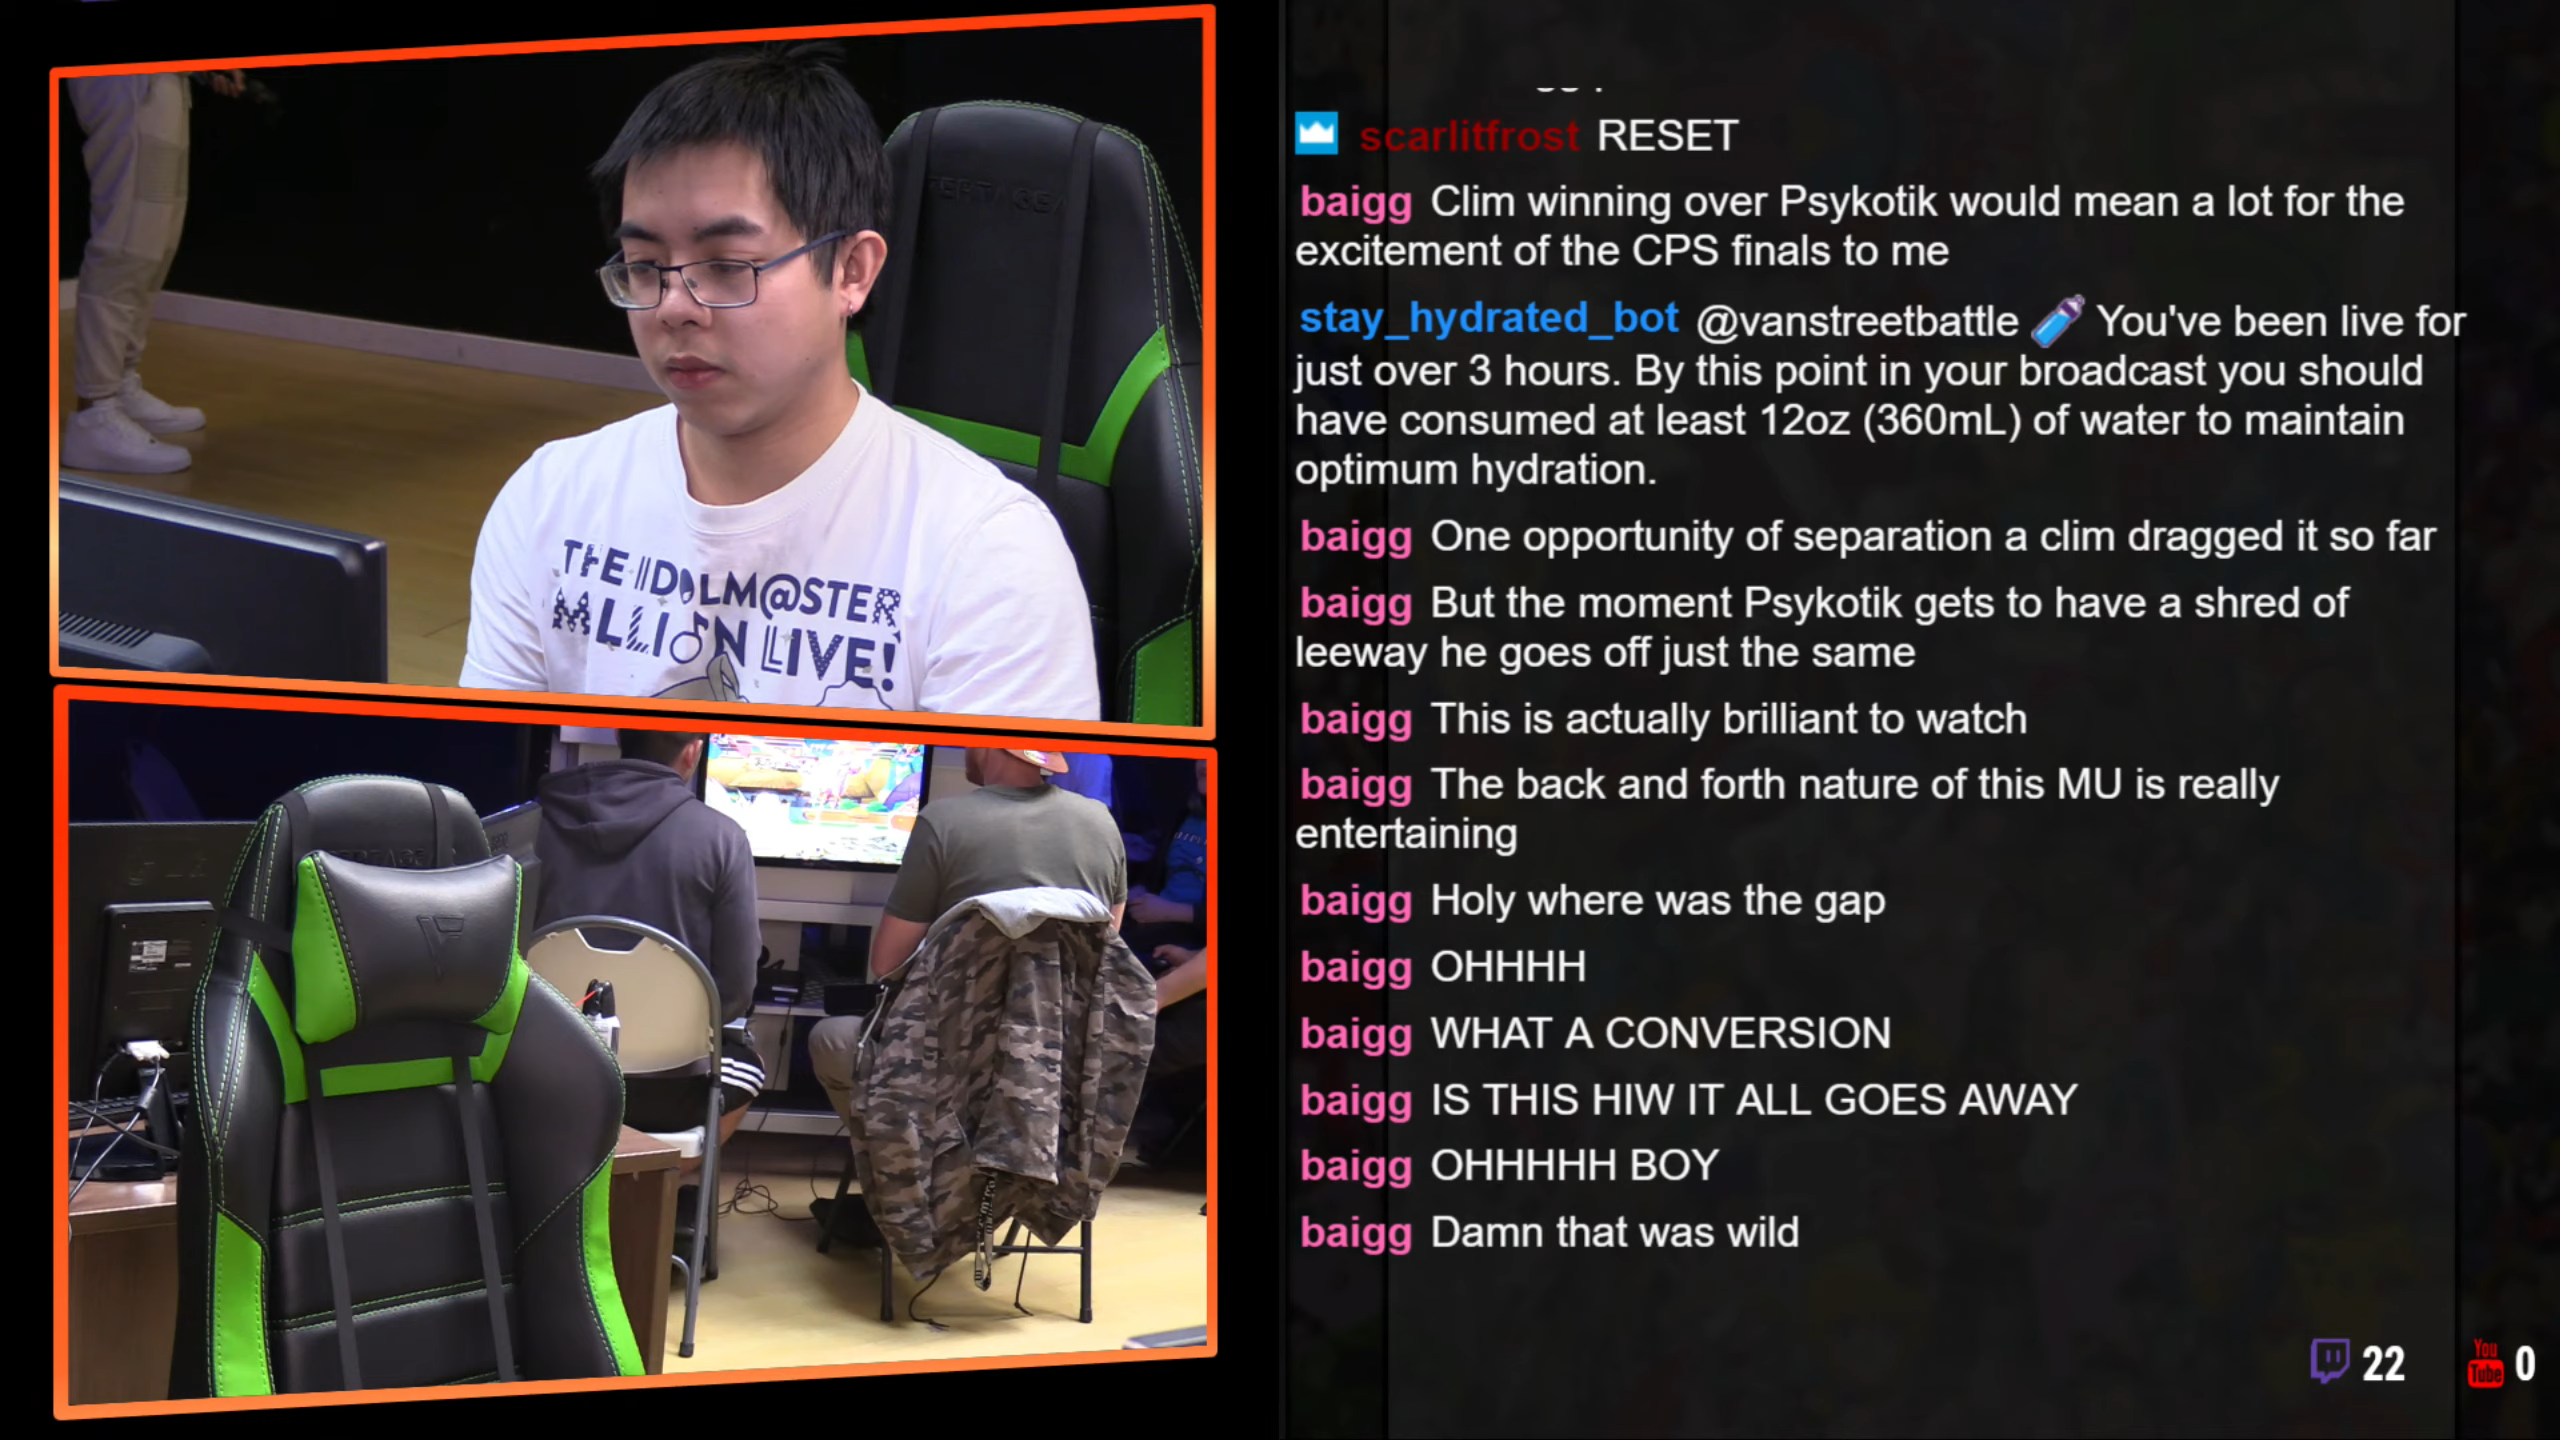 THE IDOLM@STER
MILLION LIVE!
scarlitfrost RESET
baigg Clim winning over Psykotik would mean a lot for the
excitement of the CPS finals to me
stay_hydrated_bot @vanstreetbattle You've been live for
just over 3 hours. By this point in your broadcast you should
have consumed at least 12oz (360mL) of water to maintain
optimum hydration.
baigg One opportunity of separation a clim dragged it so far
baigg But the moment Psykotik gets to have a shred of
leeway he goes off just the same
baigg This is actually brilliant to watch
baigg The back and forth nature of this MU is really
entertaining
baigg Holy where was the gap
baigg OHHHH
baigg WHAT A CONVERSION
baigg IS THIS HIW IT ALL GOES AWAY
baigg OHHHHH BOY
baigg Damn that was wild
22
You
Tube 0